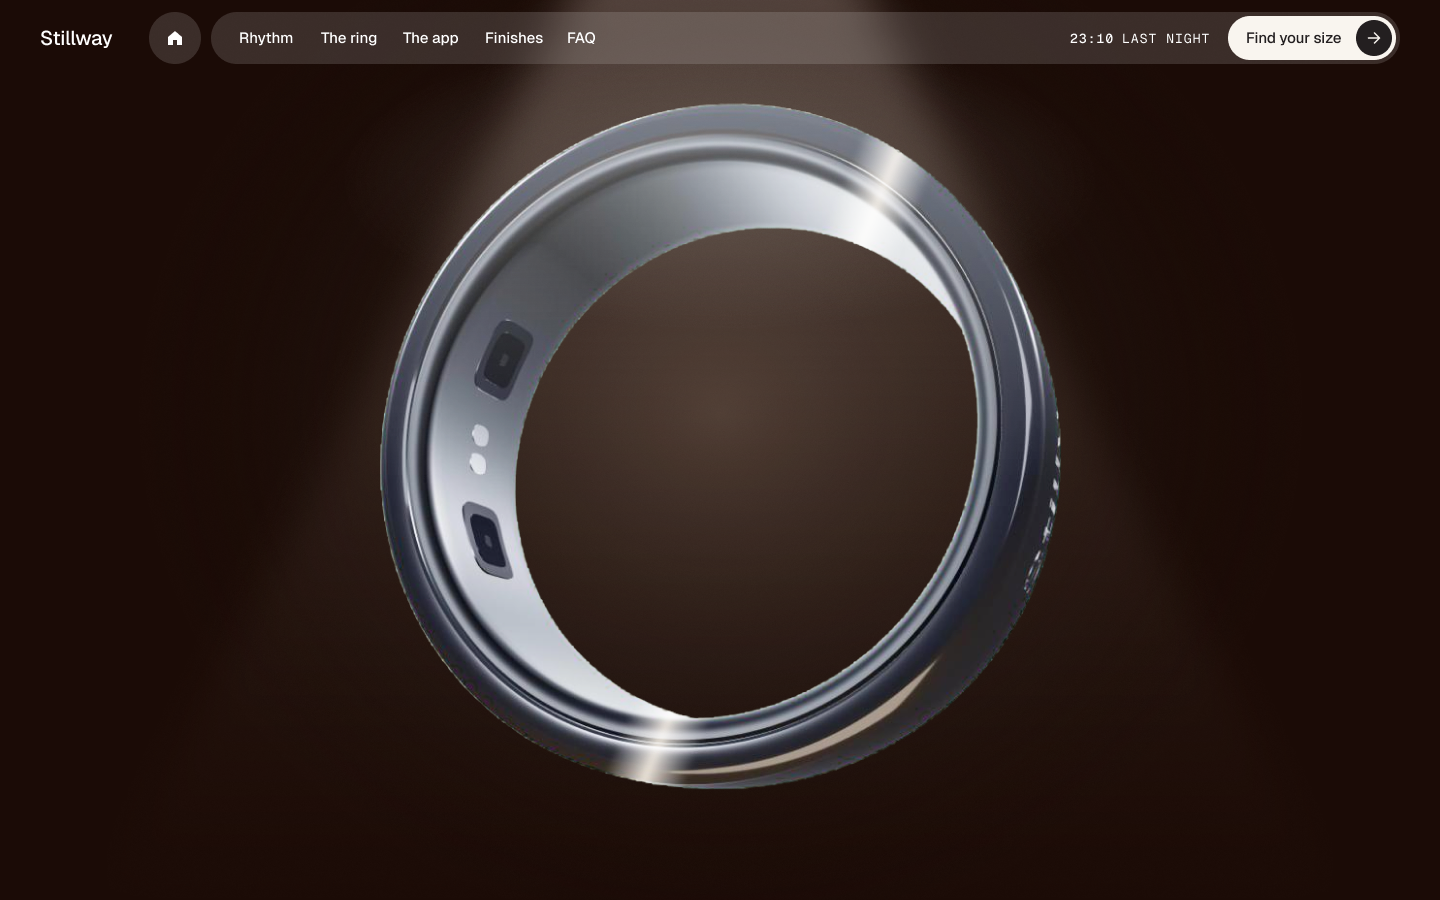 Stillway
Rhythm
The ring
The app
Finishes
FAQ
23:10 LAST NIGHT
Find your size